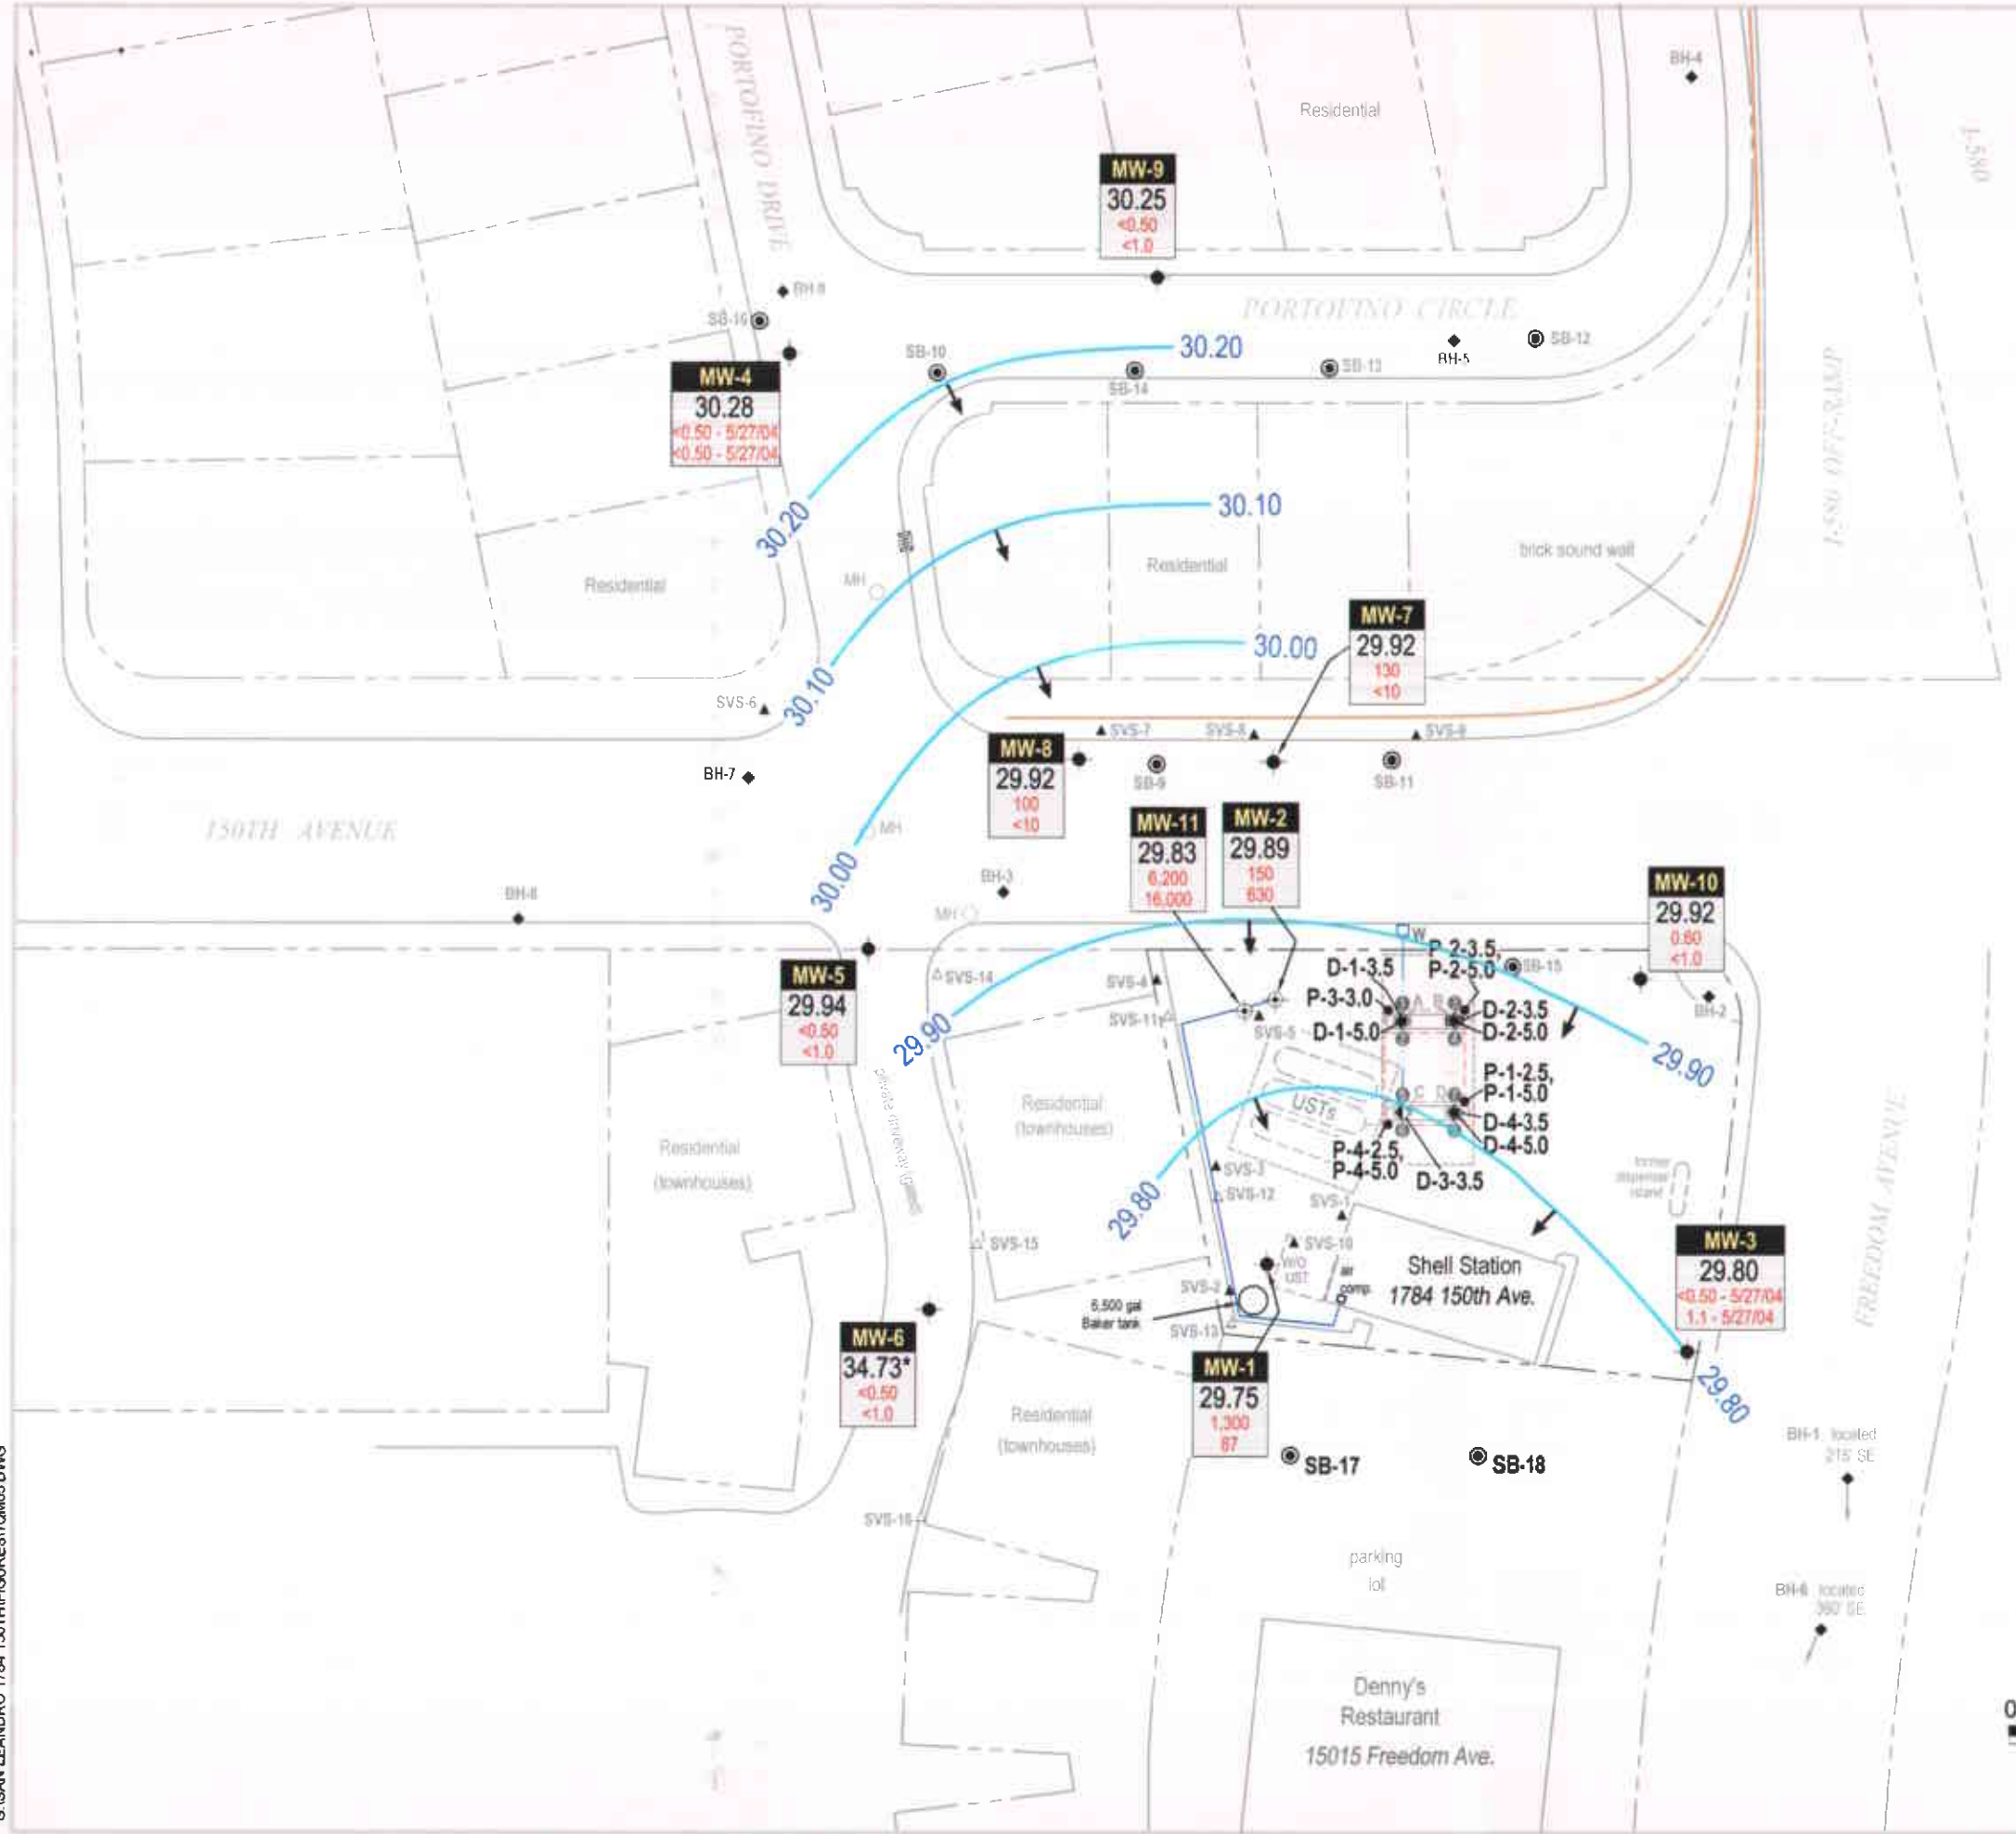 BH-4
Residential
PORTOFINO DRIVE
I-580
MW-9
30.25
<0.50
<1.0
BH-8
SB-16
PORTOFINO CIRCLE
30.20
SB-10
SB-14
SB-13
BH-5
SB-12
MW-4
30.28
<0.50 - 5/27/04
<0.50 - 5/27/04
I-580 OFF-RAMP
30.20
30.10
MH
Residential
Residential
brick sound wall
MW-7
29.92
130
<10
30.00
30.10
SVS-6
SVS-7
SVS-8
SVS-9
MW-8
29.92
100
<10
SB-9
SB-11
BH-7
150TH AVENUE
MH
30.00
MW-11
29.83
6,200
16,000
MW-2
29.89
150
630
BH-3
BH-8
MH
MW-10
29.92
0.60
<1.0
W
P-2-3.5,
P-2-5.0
SB-15
D-1-3.5
P-3-3.0
D-1-5.0
A
B
D-2-3.5
D-2-5.0
BH-2
MW-5
29.94
<0.50
<1.0
SVS-14
SVS-4
SVS-11
SVS-5
29.90
29.90
private driveway
Residential
(townhouses)
USTs
P-1-2.5,
P-1-5.0
D-4-3.5
D-4-5.0
P-4-2.5,
P-4-5.0
D-3-3.5
Residential
(townhouses)
SVS-3
SVS-12
SVS-1
former
dispenser
island
29.80
SVS-15
SVS-10
W/O
UST
air
comp.
Shell Station
1784 150th Ave.
MW-3
29.80
<0.50 - 5/27/04
1.1 - 5/27/04
FREEDOM AVENUE
SVS-2
5,500 gal
Baker tank
SVS-13
MW-6
34.73*
<0.50
<1.0
MW-1
29.75
1,300
87
29.80
Residential
(townhouses)
SB-17
SB-18
BH-1 located
215' SE
SVS-16
parking
lot
BH-6 located
360' SE
Denny's
Restaurant
15015 Freedom Ave.
0